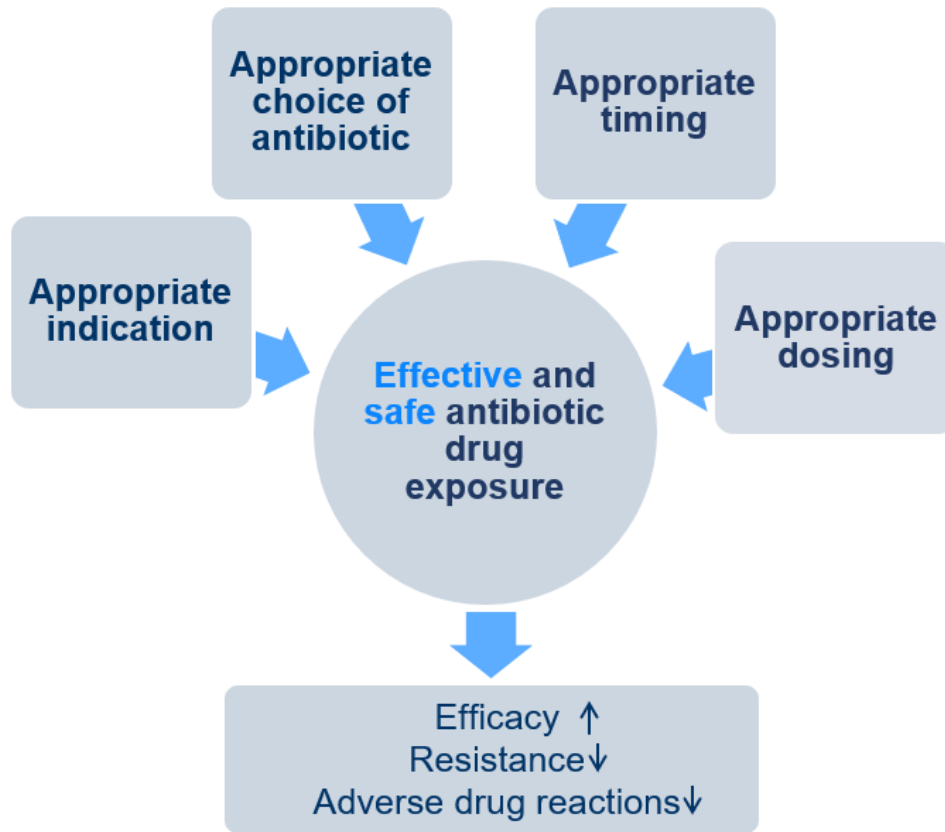 Appropriate
choice of
antibiotic
Appropriate
timing
Appropriate
indication
Appropriate
dosing
Effective and
safe antibiotic
drug
exposure
Efficacy ↑
Resistance↓
Adverse drug reactions↓